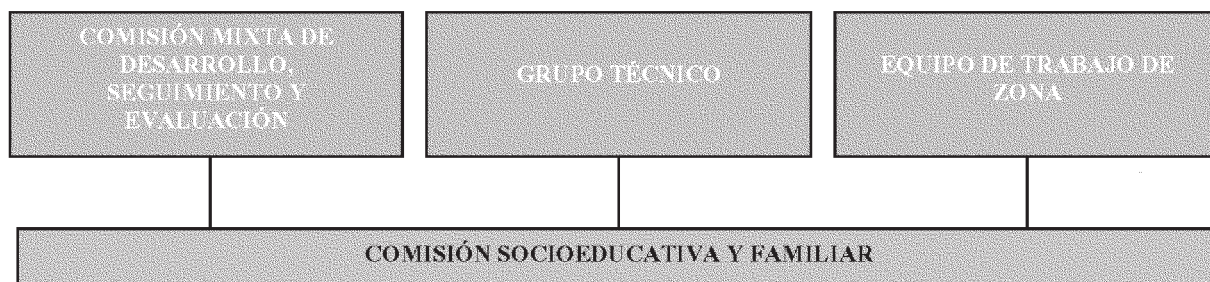 COMISIÓN MIXTA DE
DESARROLLO,
SEGUIMIENTO Y
EVALUACIÓN
GRUPO TÉCNICO
EQUIPO DE TRABAJO DE
ZONA
COMISIÓN SOCIOEDUCATIVA Y FAMILIAR